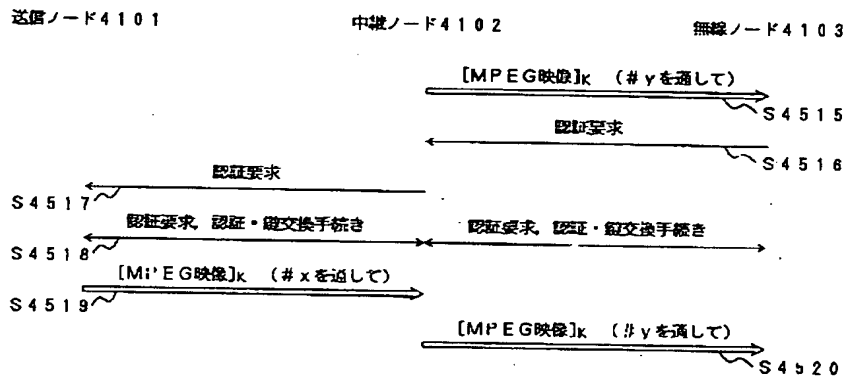 送信ノード4101
中継ノード4102
無線ノード4103
[MPEG映像]K (#yを通して)
S4515
認証要求
S4516
認証要求
S4517
認証要求,認証・鍵交換手続き
認証要求,認証・鍵交換手続き
S4518
[MPEG映像]K (#xを通して)
S4519
[MPEG映像]K (#yを通して)
S4520